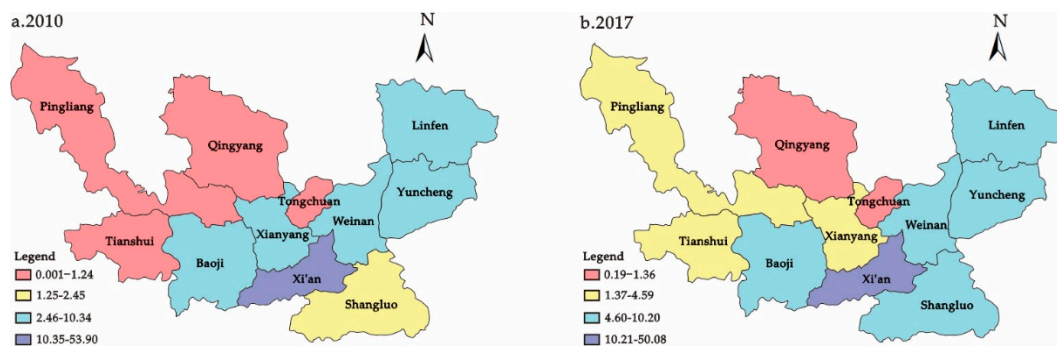 a.2010
N
Pingliang
Qingyang
Linfen
Tongchuan
Yuncheng
Weinan
Tianshui
Xianyang
Baoji
Xi'an
Shangluo
Legend
0.001−1.24
1.25-2.45
2.46-10.34
10.35-53.90
b.2017
N
Pingliang
Qingyang
Linfen
Tongchuan
Yuncheng
Weinan
Tianshui
Xianyang
Baoji
Xi'an
Shangluo
Legend
0.19−1.36
1.37-4.59
4.60-10.20
10.21-50.08